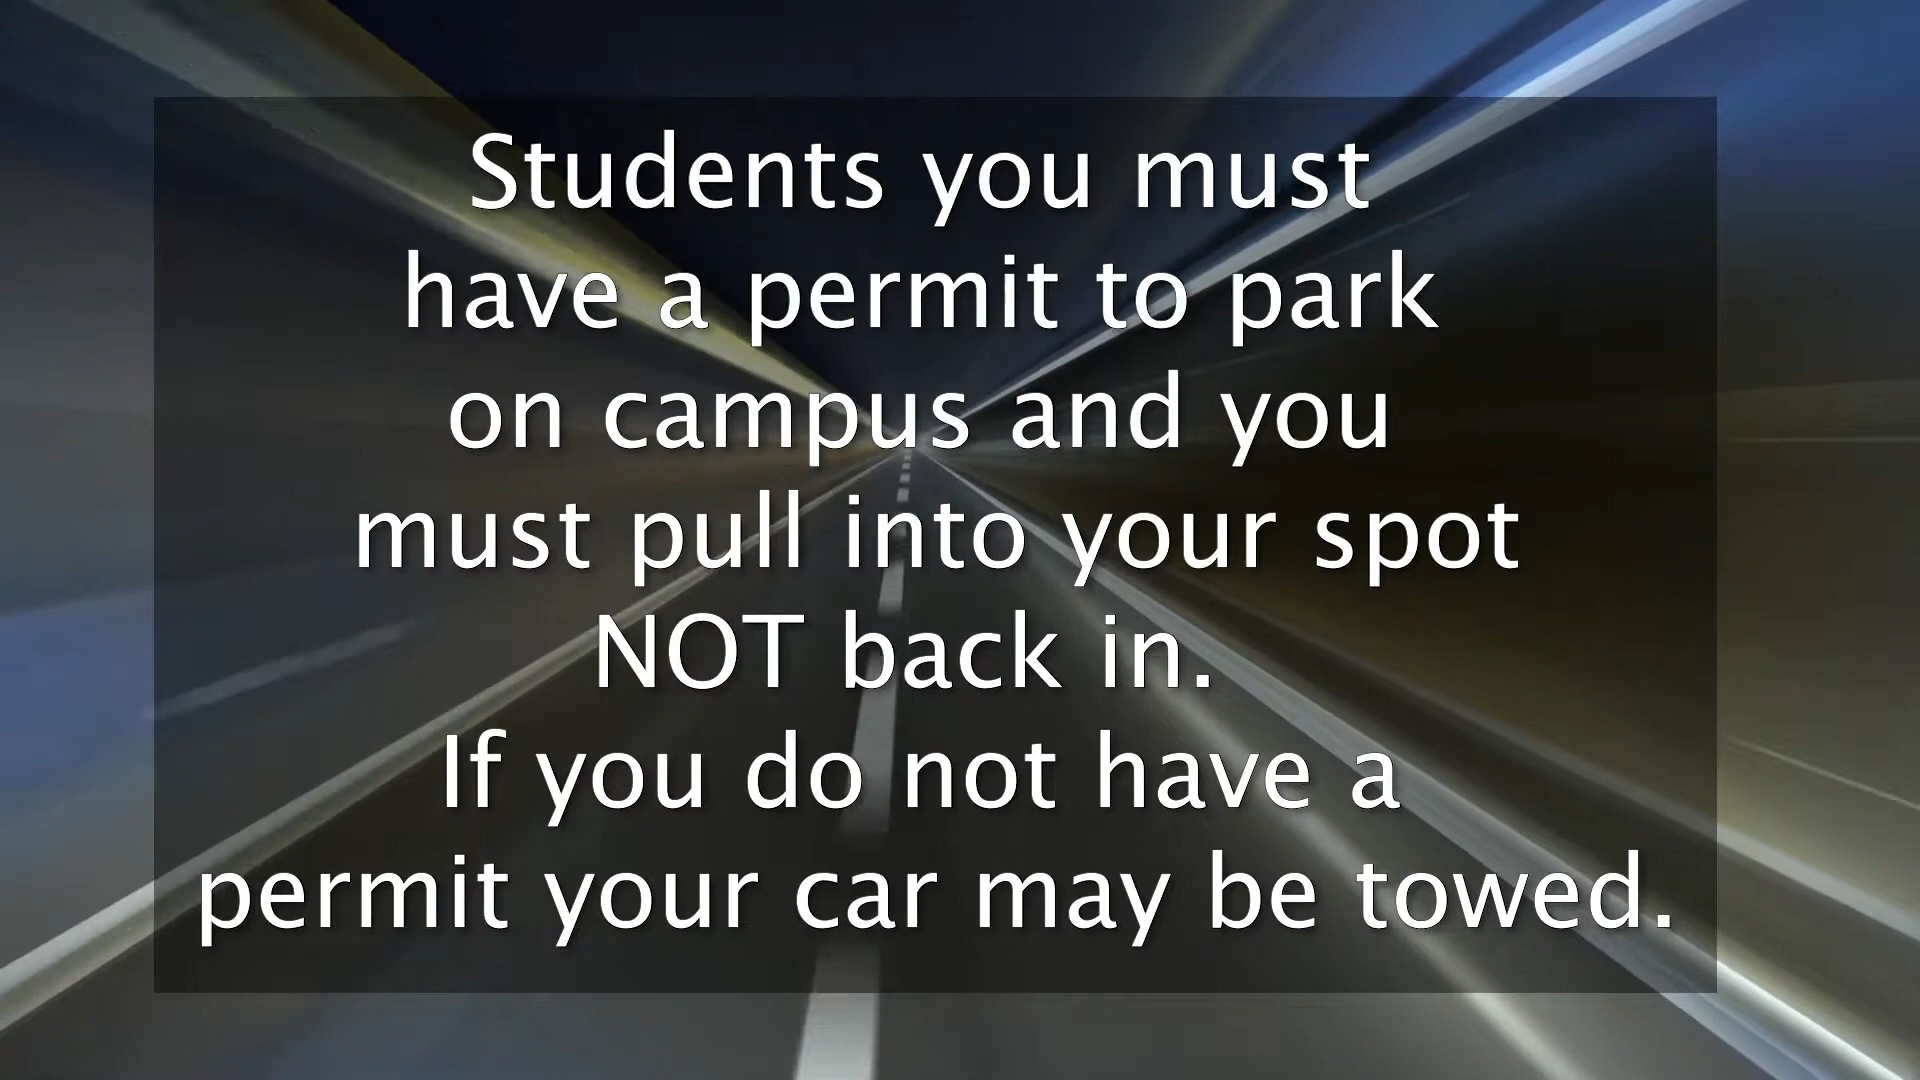 Students you must
have a permit to park
on campus and you
must pull into your spot
NOT back in.
If you do not have a
permit your car may be towed.